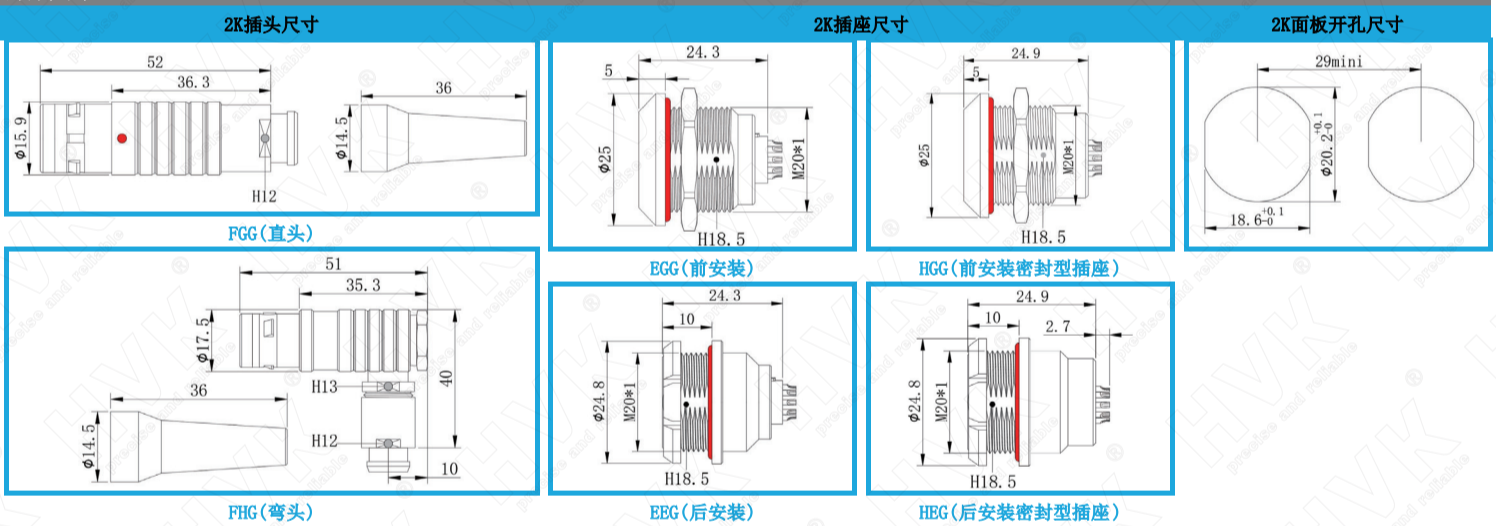 2K插头尺寸
2K插座尺寸
2K面板开孔尺寸
52
36.3
36
φ15.9
φ14.5
H12
FGG(直头)
24.3
5
φ25
M20*1
H18.5
EGG(前安装)
24.9
5
φ25
M20*1
H18.5
HGG(前安装密封型插座)
29mini
φ20.2+0.1-0
18.6+0.1-0
51
35.3
φ17.5
36
H13
40
φ14.5
H12
10
FHG(弯头)
24.3
10
φ24.8
M20*1
H18.5
EEG(后安装)
24.9
10
2.7
φ24.8
M20*1
H18.5
HEG(后安装密封型插座)
HVK
®
precise and reliable